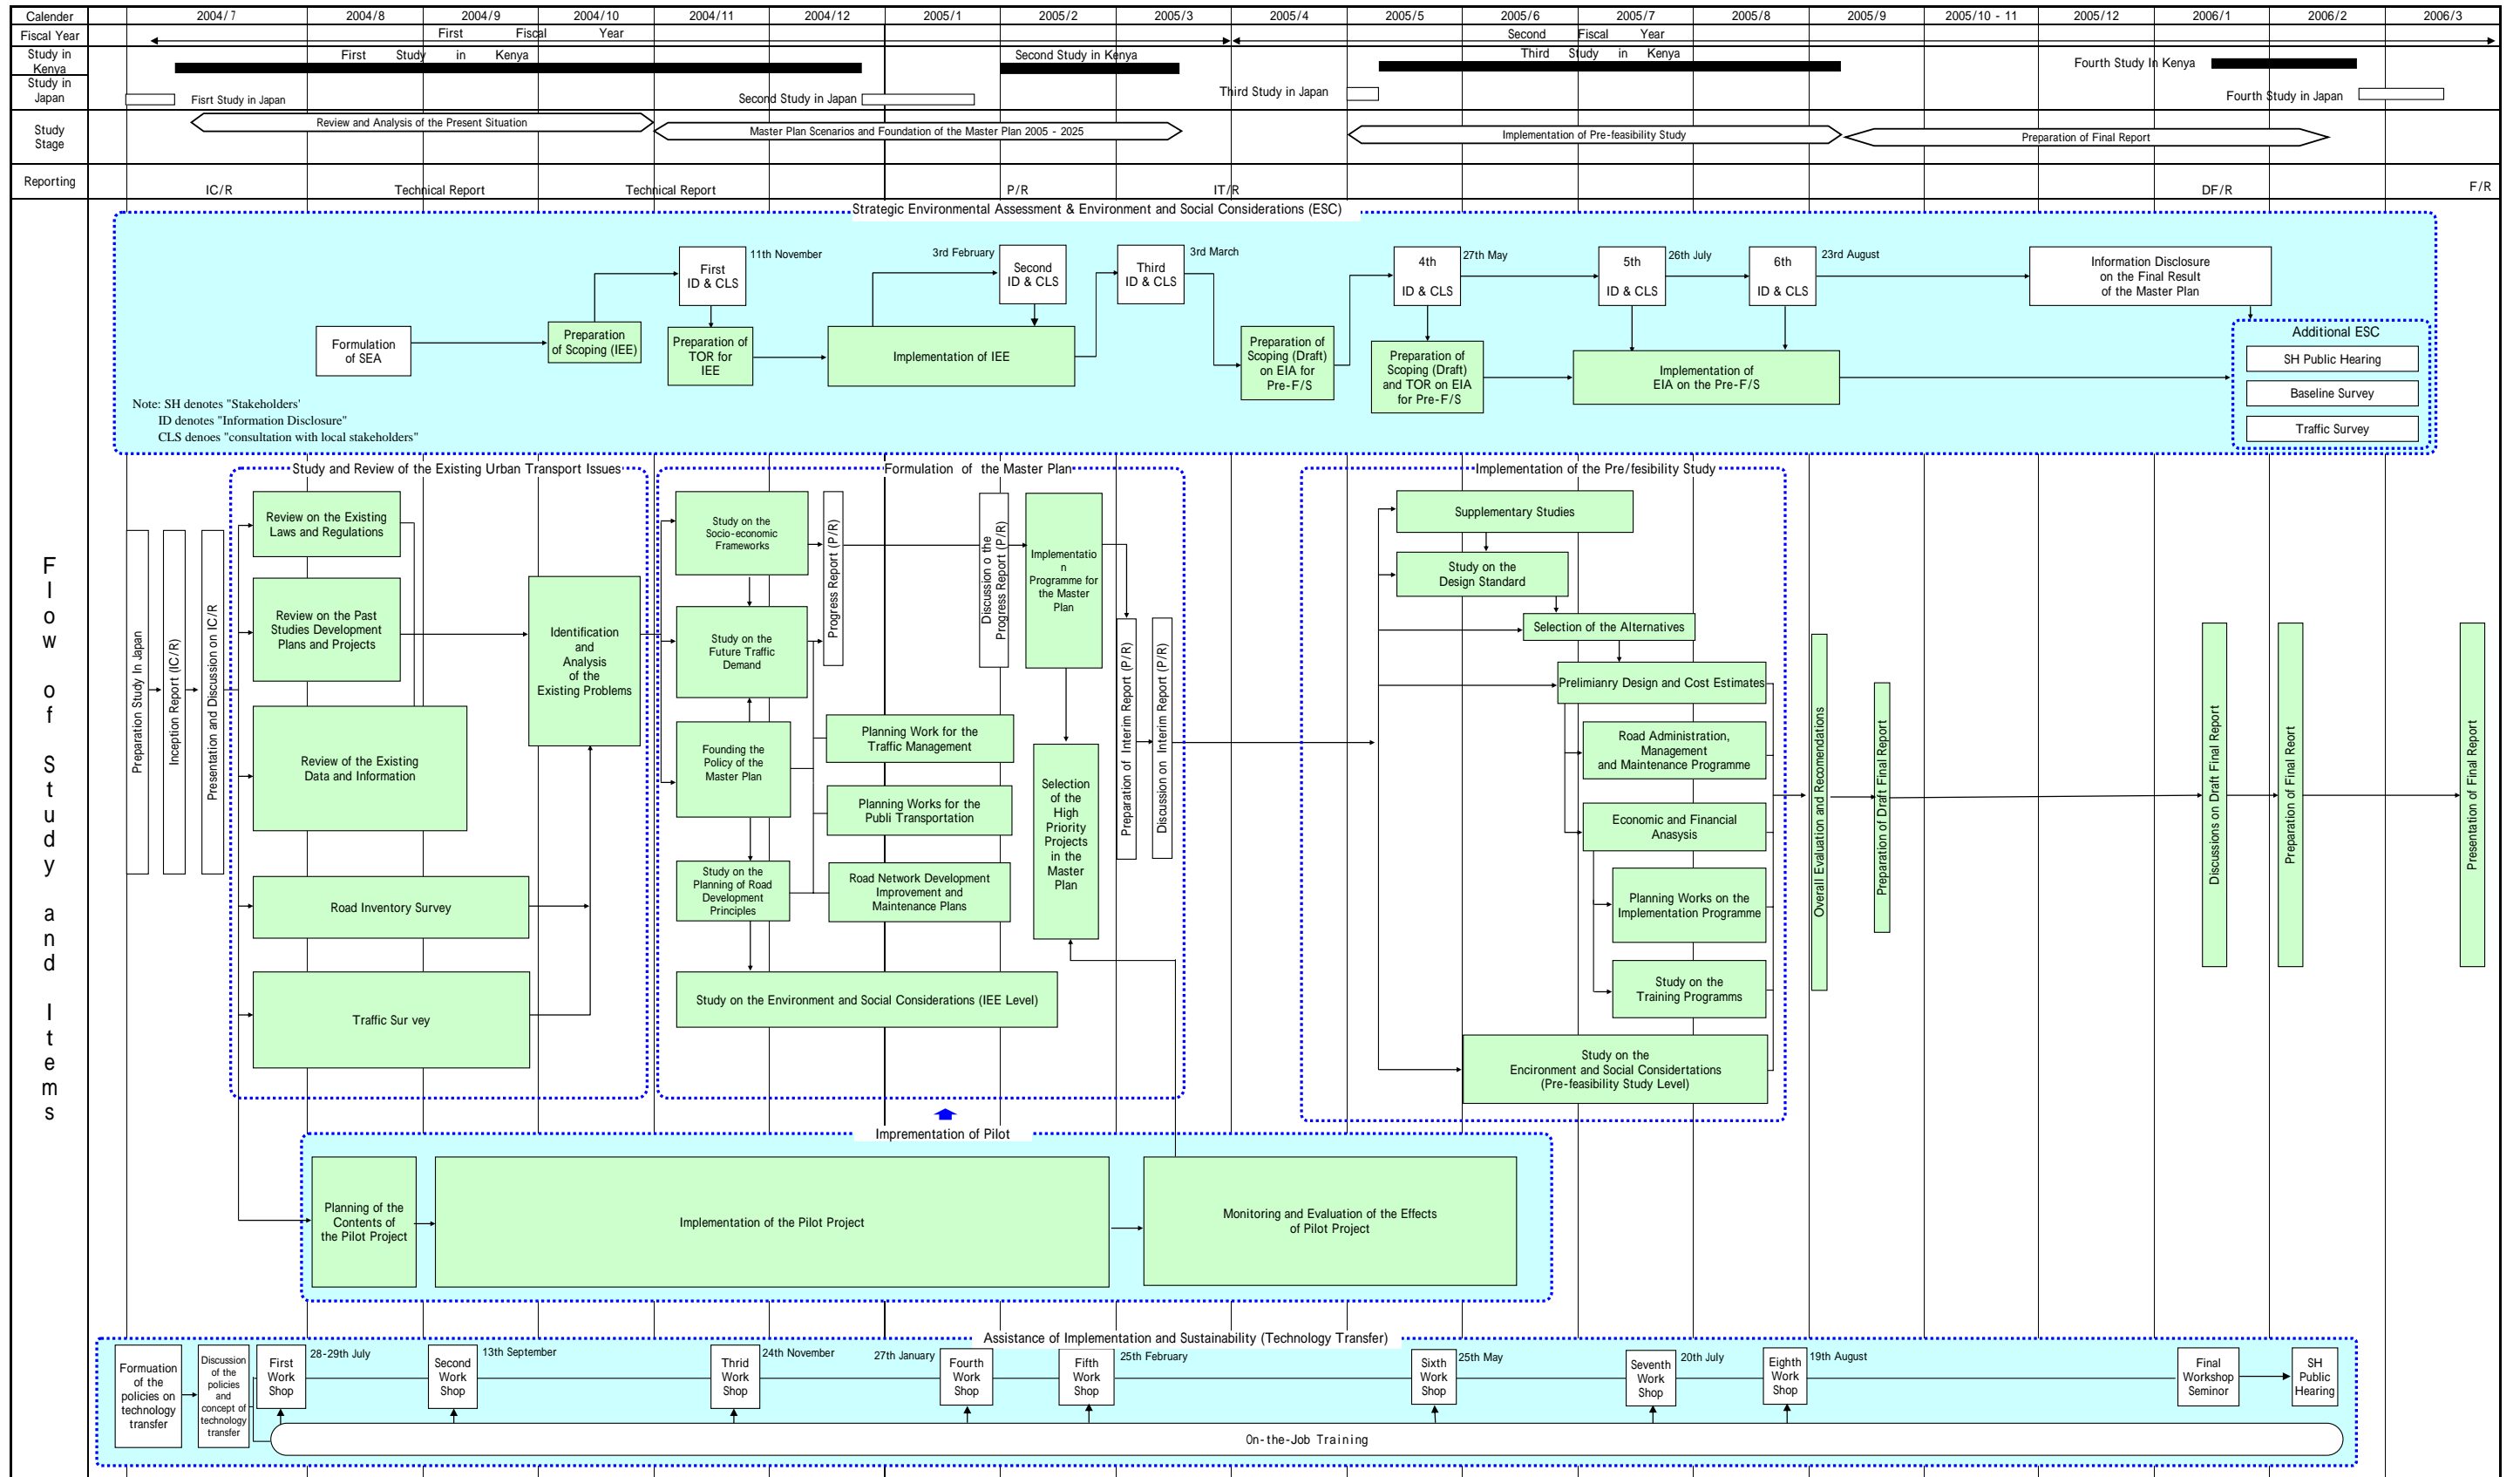 Calender
2004/7
2004/8
2004/9
2004/10
2004/11
2004/12
2005/1
2005/2
2005/3
2005/4
2005/5
2005/6
2005/7
2005/8
2005/9
2005/10 - 11
2005/12
2006/1
2006/2
2006/3
Fiscal Year
First Fiscal Year
Second Fiscal Year
Study in
Kenya
First Study in Kenya
Second Study in Kenya
Third Study in Kenya
Fourth Study In Kenya
Study in
Japan
Fisrt Study in Japan
Second Study in Japan
Third Study in Japan
Fourth Study in Japan
Study
Stage
Review and Analysis of the Present Situation
Master Plan Scenarios and Foundation of the Master Plan 2005 - 2025
Implementation of Pre-feasibility Study
Preparation of Final Report
Reporting
IC/R
Technical Report
Technical Report
P/R
IT/R
DF/R
F/R
Flow of Study and Items
Strategic Environmental Assessment & Environment and Social Considerations (ESC)
First
ID & CLS
11th November
3rd February
Second
ID & CLS
Third
ID & CLS
3rd March
4th
ID & CLS
27th May
5th
ID & CLS
26th July
6th
ID & CLS
23rd August
Information Disclosure
on the Final Result
of the Master Plan
Formulation
of SEA
Preparation
of Scoping (IEE)
Preparation of
TOR for
IEE
Implementation of IEE
Preparation of
Scoping (Draft)
on EIA for
Pre-F/S
Preparation of
Scoping (Draft)
and TOR on EIA
for Pre-F/S
Implementation of
EIA on the Pre-F/S
Additional ESC
SH Public Hearing
Baseline Survey
Traffic Survey
Note: SH denotes "Stakeholders'
ID denotes "Information Disclosure"
CLS denoes "consultation with local stakeholders"
Study and Review of the Existing Urban Transport Issues
Formulation of the Master Plan
Implementation of the Pre/fesibility Study
Preparation Study In Japan
Inception Report (IC/R)
Presentation and Discussion on IC/R
Review on the Existing
Laws and Regulations
Review on the Past
Studies Development
Plans and Projects
Review of the Existing
Data and Information
Road Inventory Survey
Traffic Sur vey
Identification
and
Analysis
of the
Existing Problems
Study on the
Socio-economic
Frameworks
Study on the
Future Traffic
Demand
Founding the
Policy of the
Master Plan
Study on the
Planning of Road
Development
Principles
Study on the Environment and Social Considerations (IEE Level)
Progress Report (P/R)
Planning Work for the
Traffic Management
Planning Works for the
Publi Transportation
Road Network Development
Improvement and
Maintenance Plans
Discussion o the
Progress Report (P/R)
Implementatio
n
Programme for
the Master
Plan
Selection
of the
High
Priority
Projects
in the
Master
Plan
Preparation of Interim Report (P/R)
Discussion on Interim Report (P/R)
Supplementary Studies
Study on the
Design Standard
Selection of the Alternatives
Prelimianry Design and Cost Estimates
Road Administration,
Management
and Maintenance Programme
Economic and Financial
Anasysis
Planning Works on the
Implementation Programme
Study on the
Training Programms
Study on the
Encironment and Social Considertations
(Pre-feasibility Study Level)
Overall Evaluation and Recomendations
Preparation of Draft Final Report
Discussions on Draft Final Report
Preparation of Final Reort
Presentation of Final Report
Imprementation of Pilot
Planning of the
Contents of
the Pilot Project
Implementation of the Pilot Project
Monitoring and Evaluation of the Effects
of Pilot Project
Assistance of Implementation and Sustainability (Technology Transfer)
Formuation
of the
policies on
technology
transfer
Discussion
of the
policies
and
concept of
technology
transfer
First
Work
Shop
28-29th July
Second
Work
Shop
13th September
Thrid
Work
Shop
24th November
27th January
Fourth
Work
Shop
Fifth
Work
Shop
25th February
Sixth
Work
Shop
25th May
Seventh
Work
Shop
20th July
Eighth
Work
Shop
19th August
Final
Workshop
Seminor
SH
Public
Hearing
On-the-Job Training